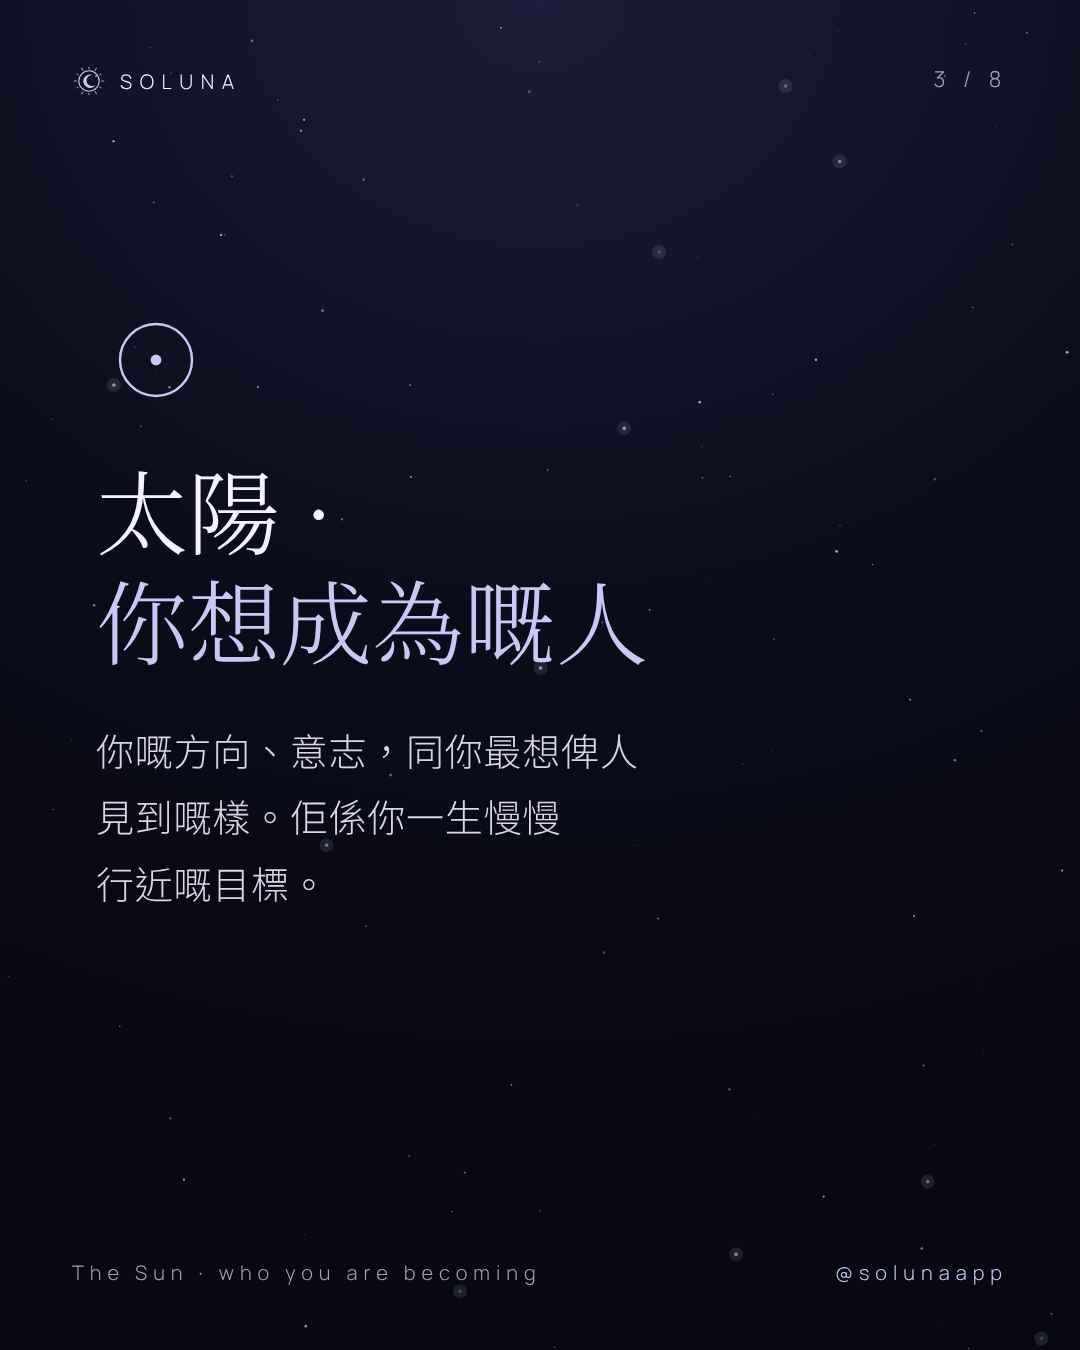 SOLUNA
3 / 8
太陽 ·
你想成為嘅人
你嘅方向、意志，同你最想俾人
見到嘅樣。佢係你一生慢慢
行近嘅目標。
The Sun · who you are becoming
@solunaapp